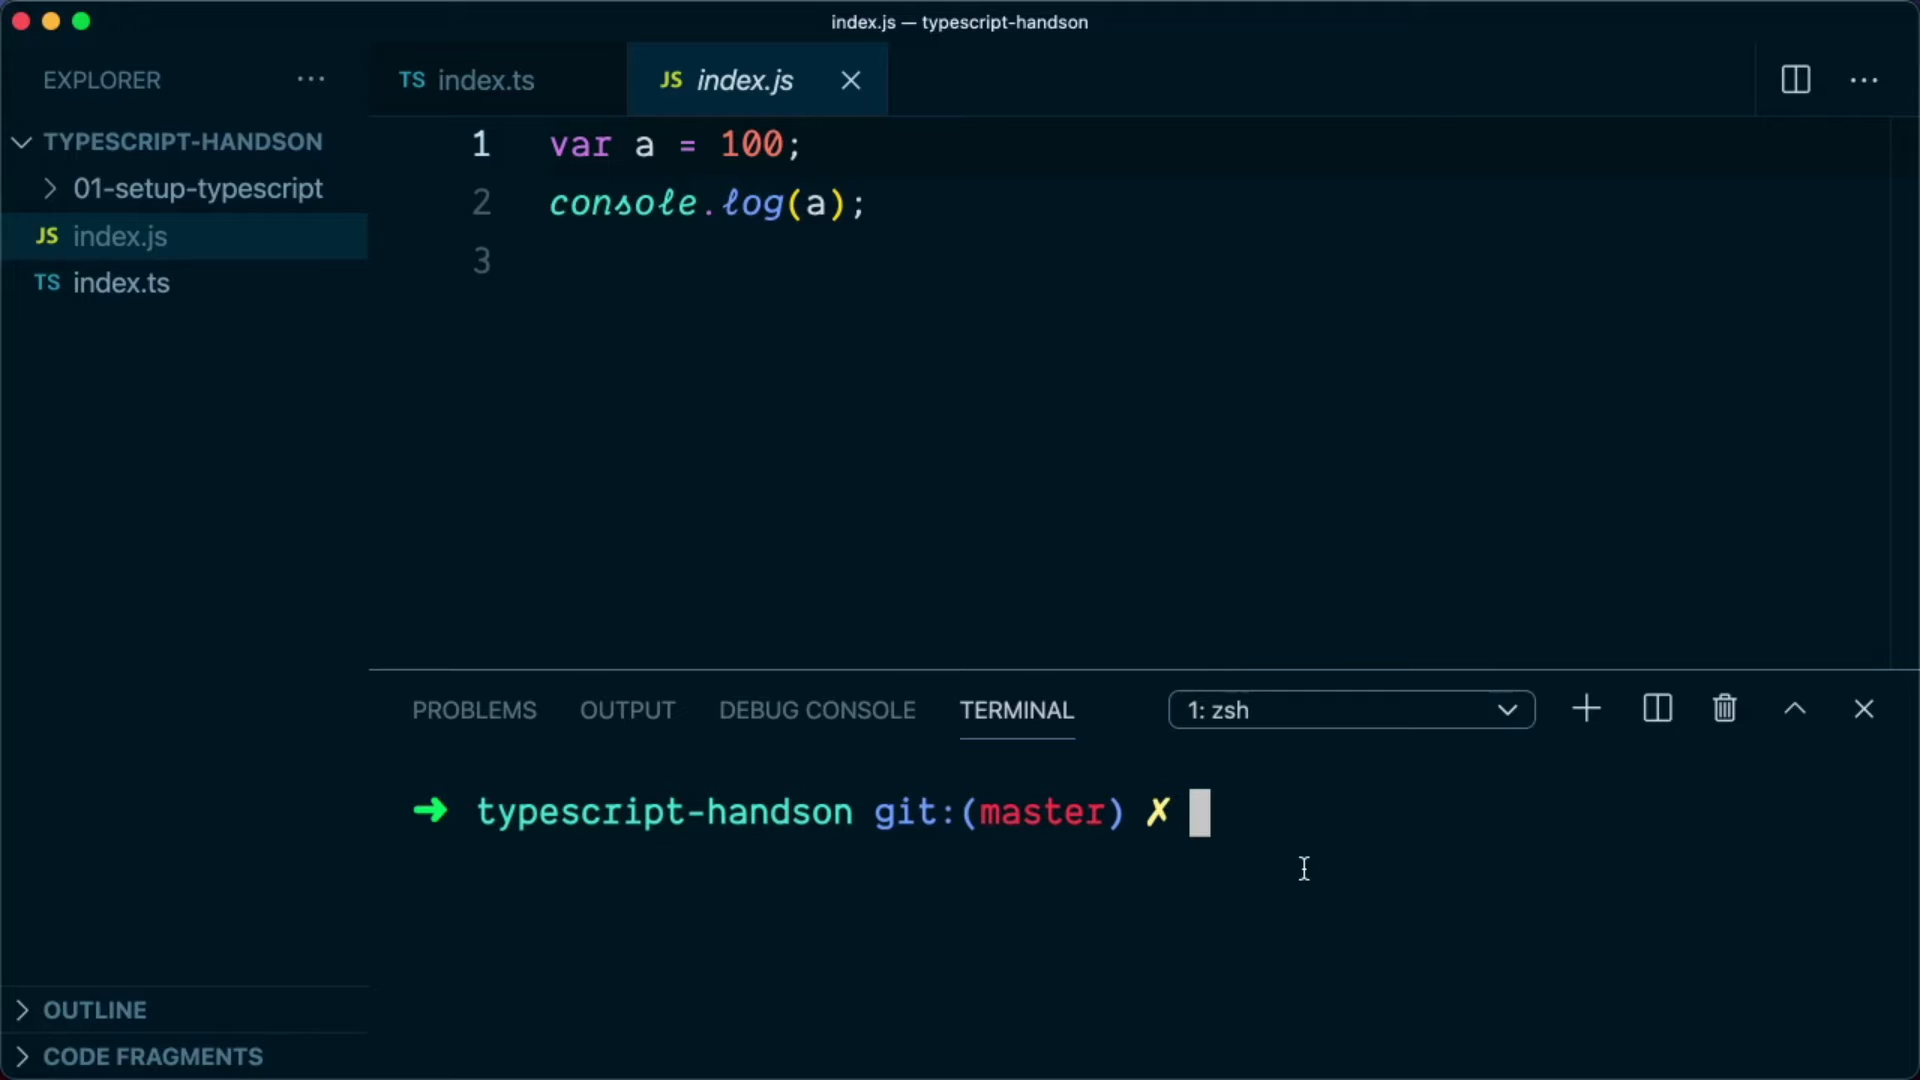 index.js — typescript-handson
EXPLORER
TS index.ts
JS index.js
TYPESCRIPT-HANDSON
01-setup-typescript
JS index.js
TS index.ts
1 var a = 100;
2 console.log(a);
3
PROBLEMS OUTPUT DEBUG CONSOLE TERMINAL 1: zsh
➜ typescript-handson git:(master) ✗
OUTLINE
CODE FRAGMENTS